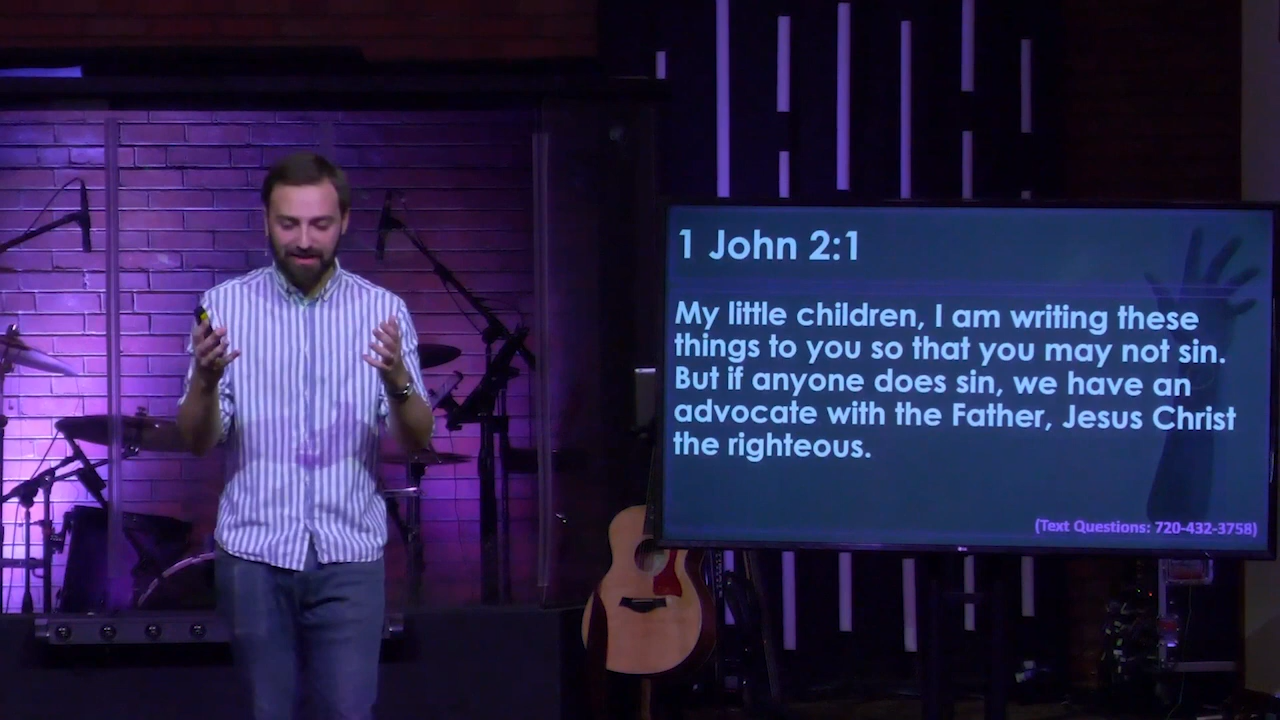 1 John 2:1
My little children, I am writing these
things to you so that you may not sin.
But if anyone does sin, we have an
advocate with the Father, Jesus Christ
the righteous.
(Text Questions: 720-432-3758)